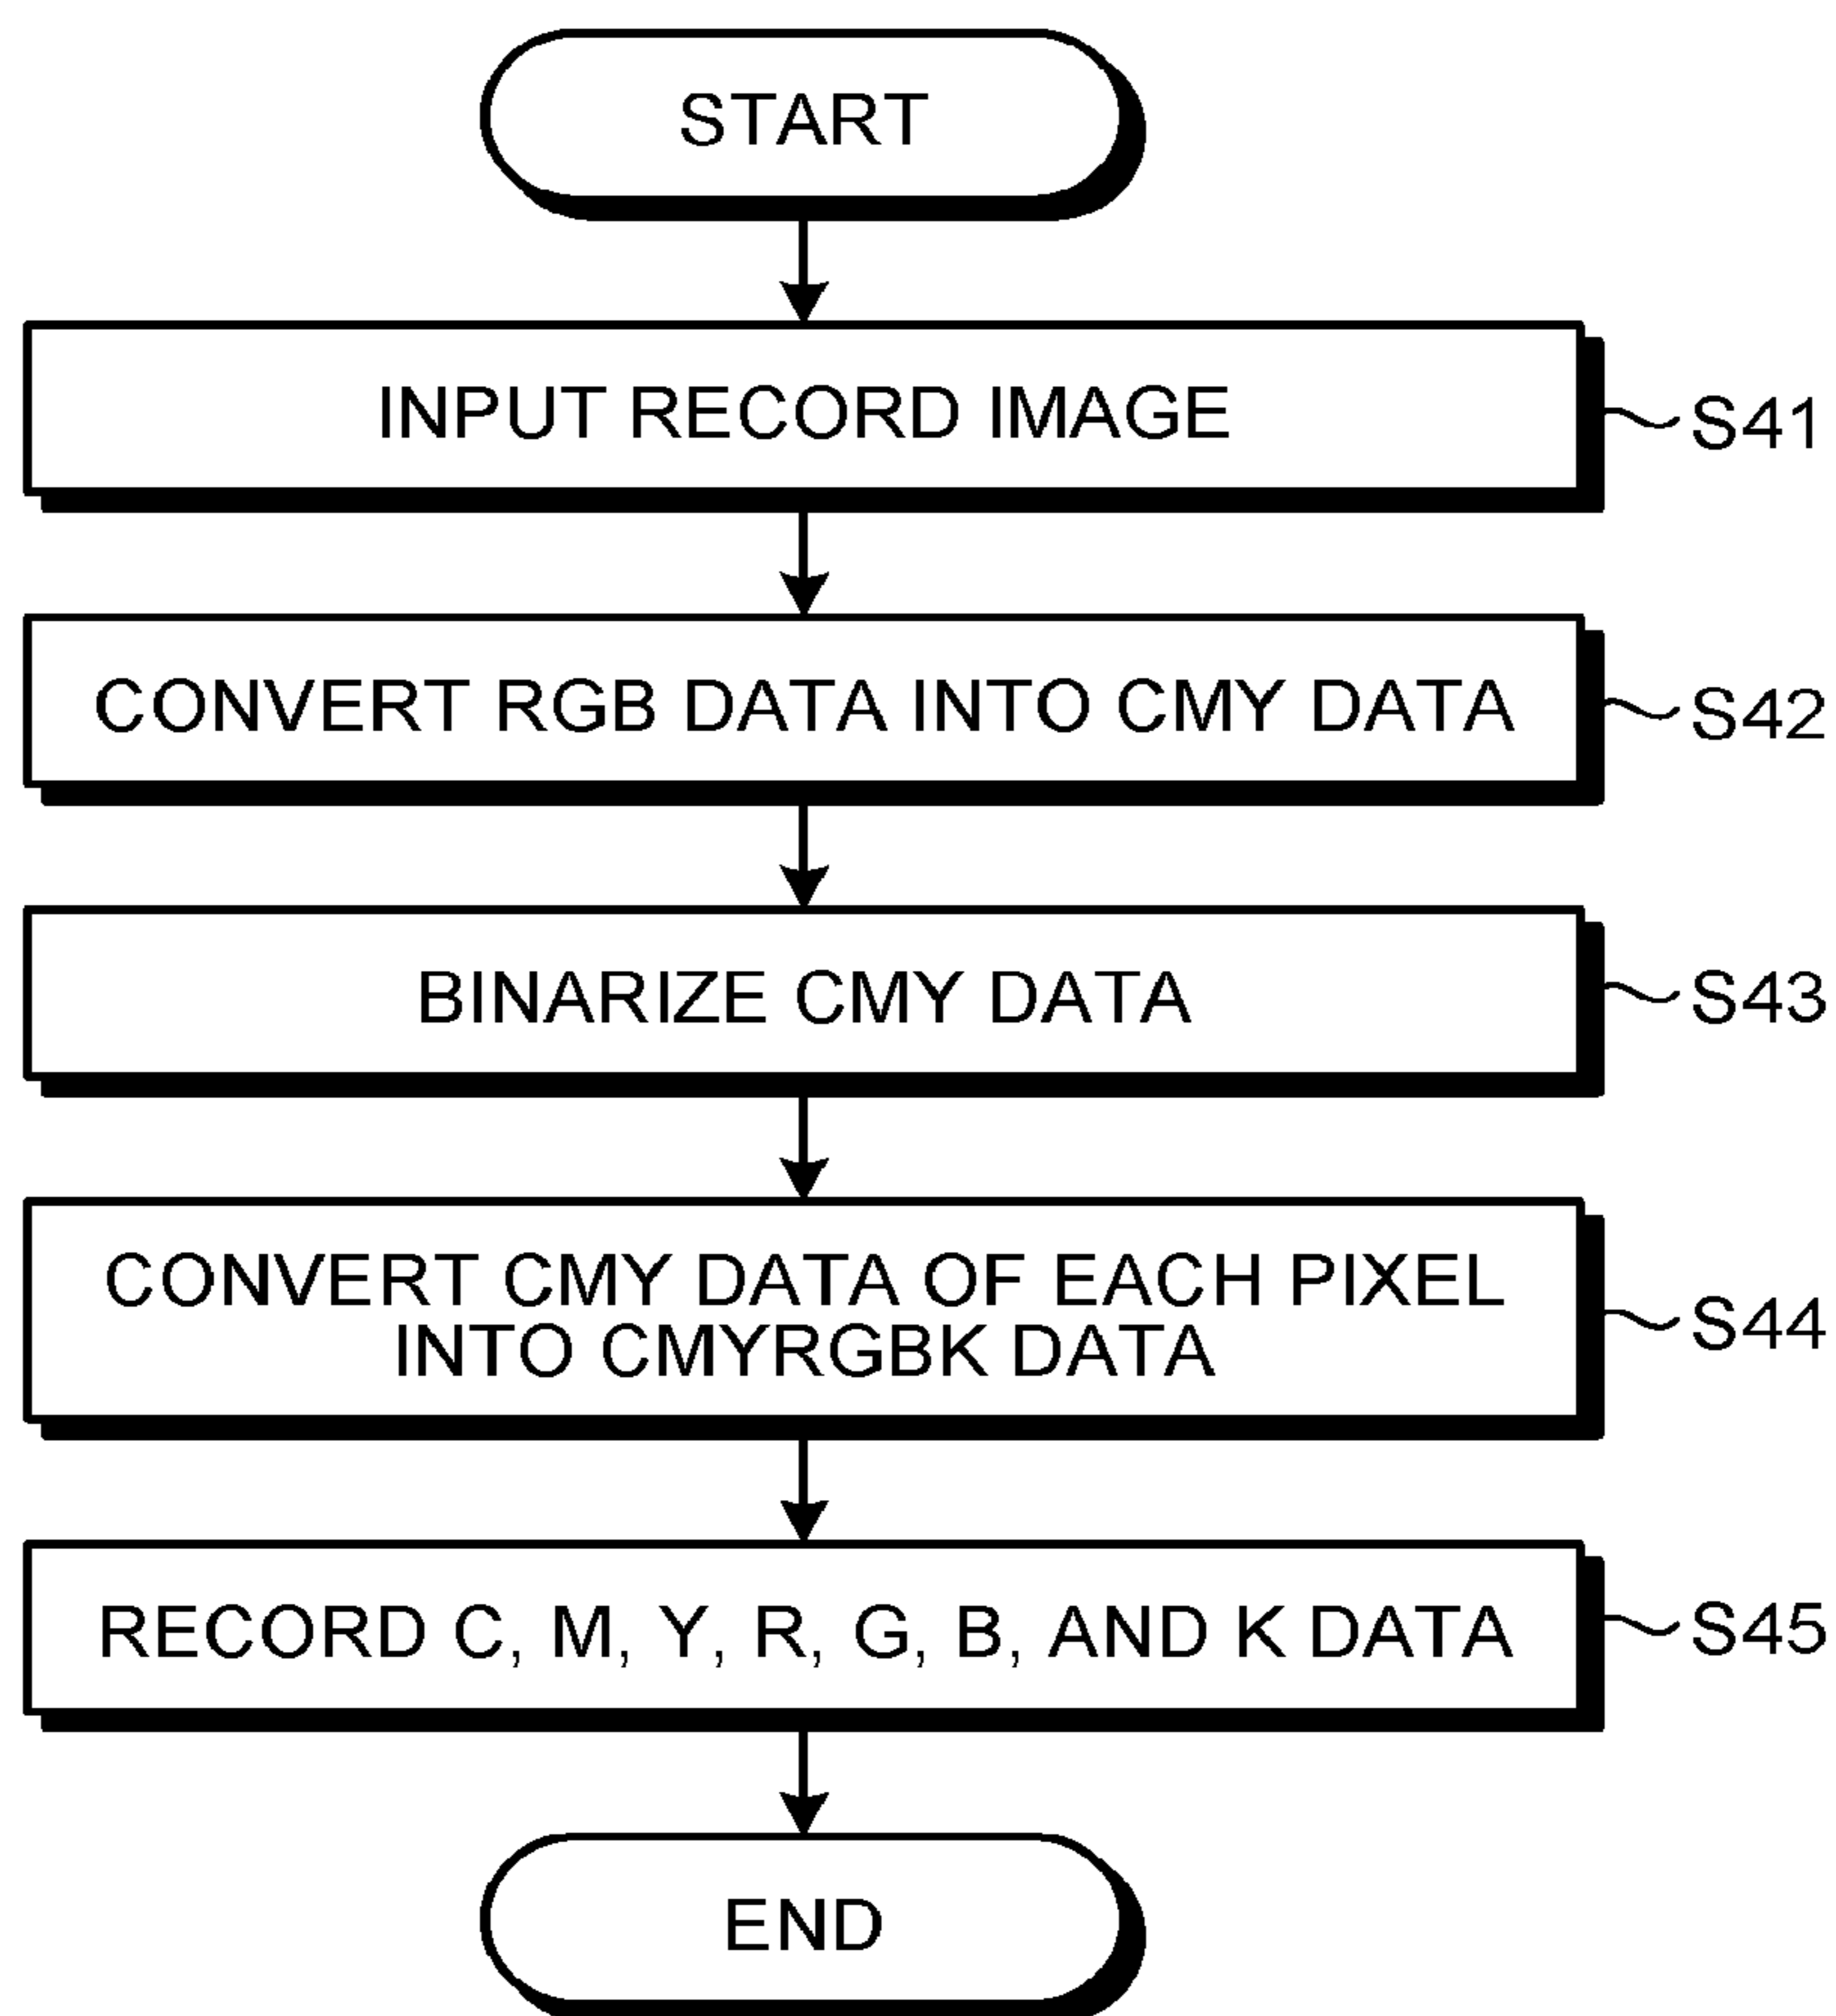 START
INPUT RECORD IMAGE
S41
CONVERT RGB DATA INTO CMY DATA
S42
BINARIZE CMY DATA
S43
CONVERT CMY DATA OF EACH PIXEL
INTO CMYRGBK DATA
S44
RECORD C, M, Y, R, G, B, AND K DATA
S45
END